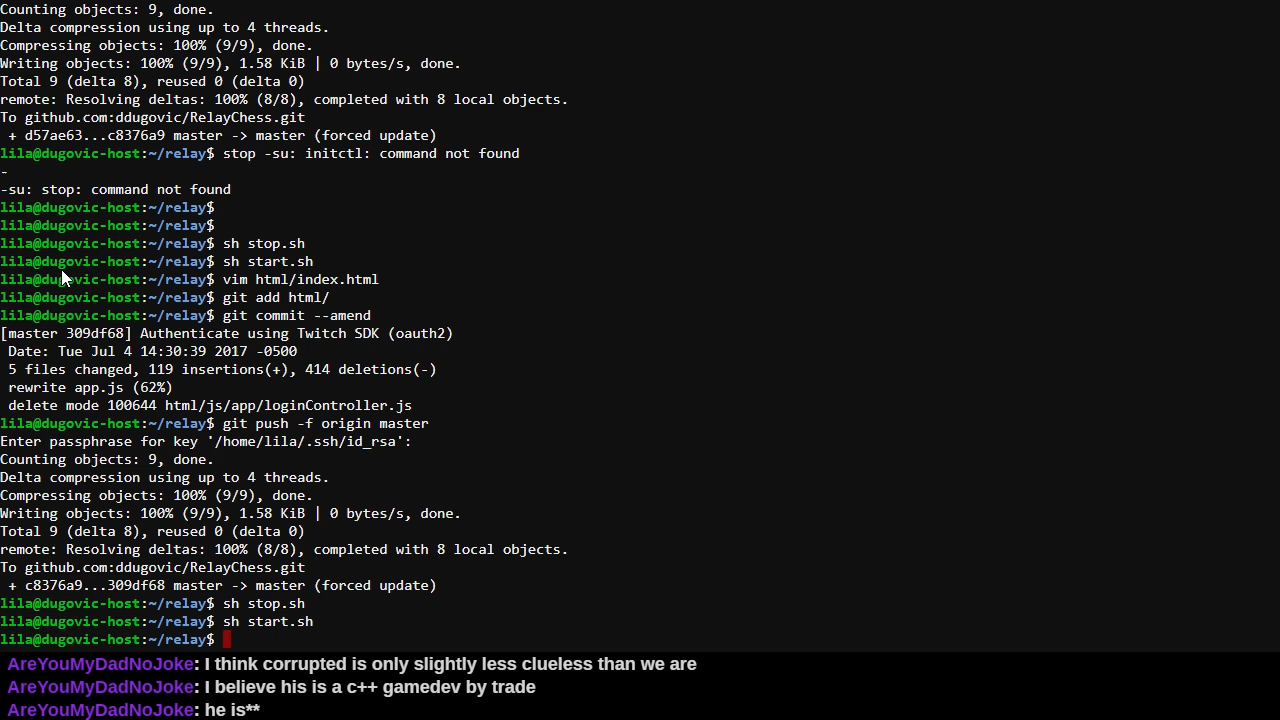 Counting objects: 9, done.
Delta compression using up to 4 threads.
Compressing objects: 100% (9/9), done.
Writing objects: 100% (9/9), 1.58 KiB | 0 bytes/s, done.
Total 9 (delta 8), reused 0 (delta 0)
remote: Resolving deltas: 100% (8/8), completed with 8 local objects.
To github.com:ddugovic/RelayChess.git
 + d57ae63...c8376a9 master -> master (forced update)
lila@dugovic-host:~/relay$ stop -su: initctl: command not found
-
-su: stop: command not found
lila@dugovic-host:~/relay$
lila@dugovic-host:~/relay$
lila@dugovic-host:~/relay$ sh stop.sh
lila@dugovic-host:~/relay$ sh start.sh
lila@dugovic-host:~/relay$ vim html/index.html
lila@dugovic-host:~/relay$ git add html/
lila@dugovic-host:~/relay$ git commit --amend
[master 309df68] Authenticate using Twitch SDK (oauth2)
 Date: Tue Jul 4 14:30:39 2017 -0500
 5 files changed, 119 insertions(+), 414 deletions(-)
 rewrite app.js (62%)
 delete mode 100644 html/js/app/loginController.js
lila@dugovic-host:~/relay$ git push -f origin master
Enter passphrase for key '/home/lila/.ssh/id_rsa':
Counting objects: 9, done.
Delta compression using up to 4 threads.
Compressing objects: 100% (9/9), done.
Writing objects: 100% (9/9), 1.58 KiB | 0 bytes/s, done.
Total 9 (delta 8), reused 0 (delta 0)
remote: Resolving deltas: 100% (8/8), completed with 8 local objects.
To github.com:ddugovic/RelayChess.git
 + c8376a9...309df68 master -> master (forced update)
lila@dugovic-host:~/relay$ sh stop.sh
lila@dugovic-host:~/relay$ sh start.sh
lila@dugovic-host:~/relay$
AreYouMyDadNoJoke: I think corrupted is only slightly less clueless than we are
AreYouMyDadNoJoke: I believe his is a c++ gamedev by trade
AreYouMyDadNoJoke: he is**